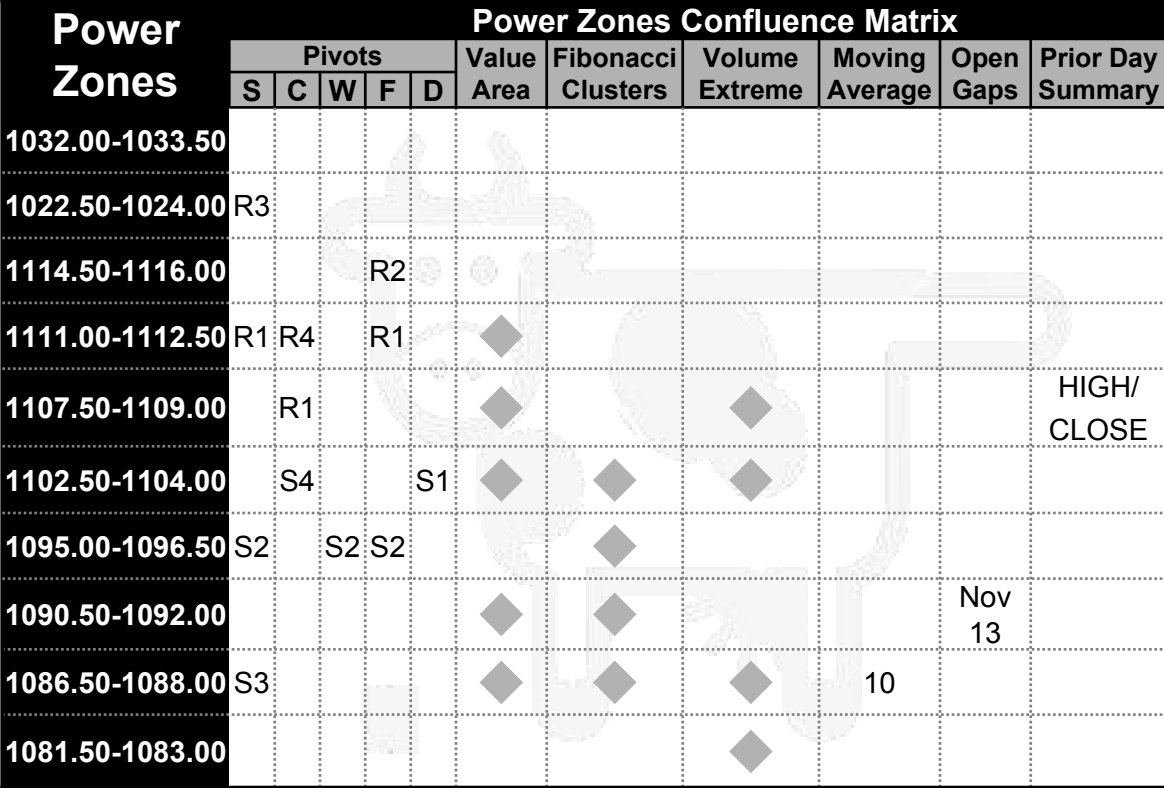 Power Zones Power Zones Confluence Matrix
Pivots Value Area Fibonacci Clusters Volume Extreme Moving Average Open Gaps Prior Day Summary
S C W F D
1032.00-1033.50
1022.50-1024.00 R3
1114.50-1116.00 R2
1111.00-1112.50 R1 R4 R1
1107.50-1109.00 R1 HIGH/ CLOSE
1102.50-1104.00 S4 S1
1095.00-1096.50 S2 S2 S2
1090.50-1092.00 Nov 13
1086.50-1088.00 S3 10
1081.50-1083.00